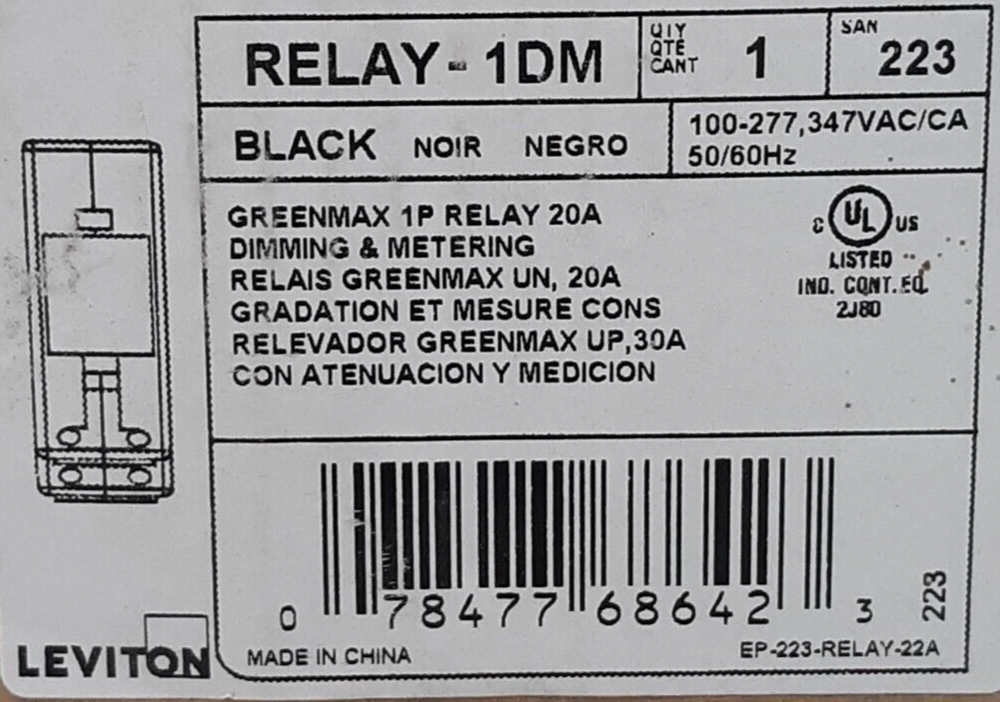 RELAY- 1DM
QTY
QTE
CANT
1
SAN
223
BLACK NOIR NEGRO
100-277,347VAC/CA
50/60Hz
GREENMAX 1P RELAY 20A
DIMMING & METERING
RELAIS GREENMAX UN, 20A
GRADATION ET MESURE CONS
RELEVADOR GREENMAX UP,30A
CON ATENUACION Y MEDICION
C UL US
LISTED
IND. CONT. EQ.
2J80
0 78477 68642 3
223
LEVITON
MADE IN CHINA
EP-223-RELAY-22A